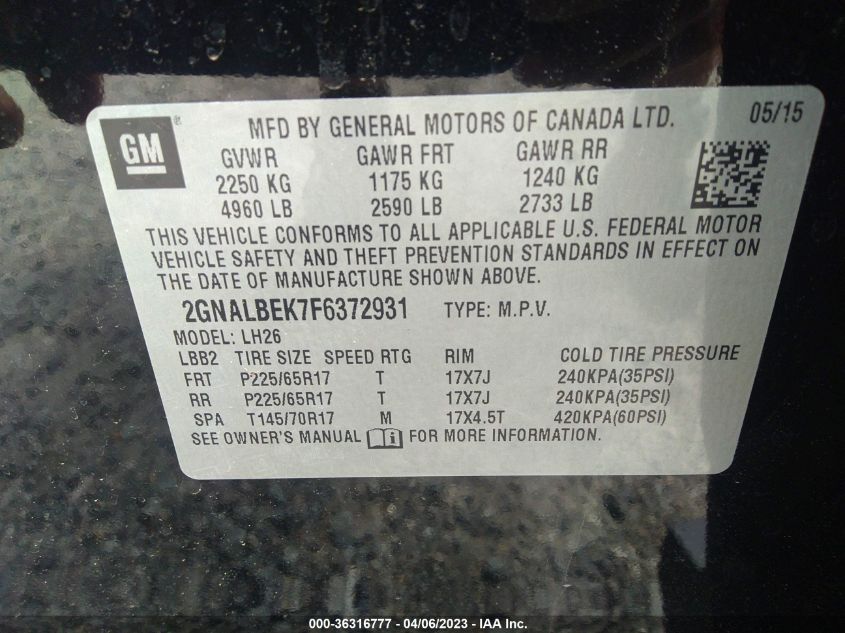 GM®
MFD BY GENERAL MOTORS OF CANADA LTD. 05/15
GVWR GAWR FRT GAWR RR
2250 KG 1175 KG 1240 KG
4960 LB 2590 LB 2733 LB
THIS VEHICLE CONFORMS TO ALL APPLICABLE U.S. FEDERAL MOTOR
VEHICLE SAFETY AND THEFT PREVENTION STANDARDS IN EFFECT ON
THE DATE OF MANUFACTURE SHOWN ABOVE.
2GNALBEK7F6372931 TYPE: M.P.V.
MODEL: LH26
LBB2 TIRE SIZE SPEED RTG RIM COLD TIRE PRESSURE
FRT P225/65R17 T 17X7J 240KPA(35PSI)
RR P225/65R17 T 17X7J 240KPA(35PSI)
SPA T145/70R17 M 17X4.5T 420KPA(60PSI)
SEE OWNER'S MANUAL FOR MORE INFORMATION.
000-36316777 - 04/06/2023 - IAA Inc.